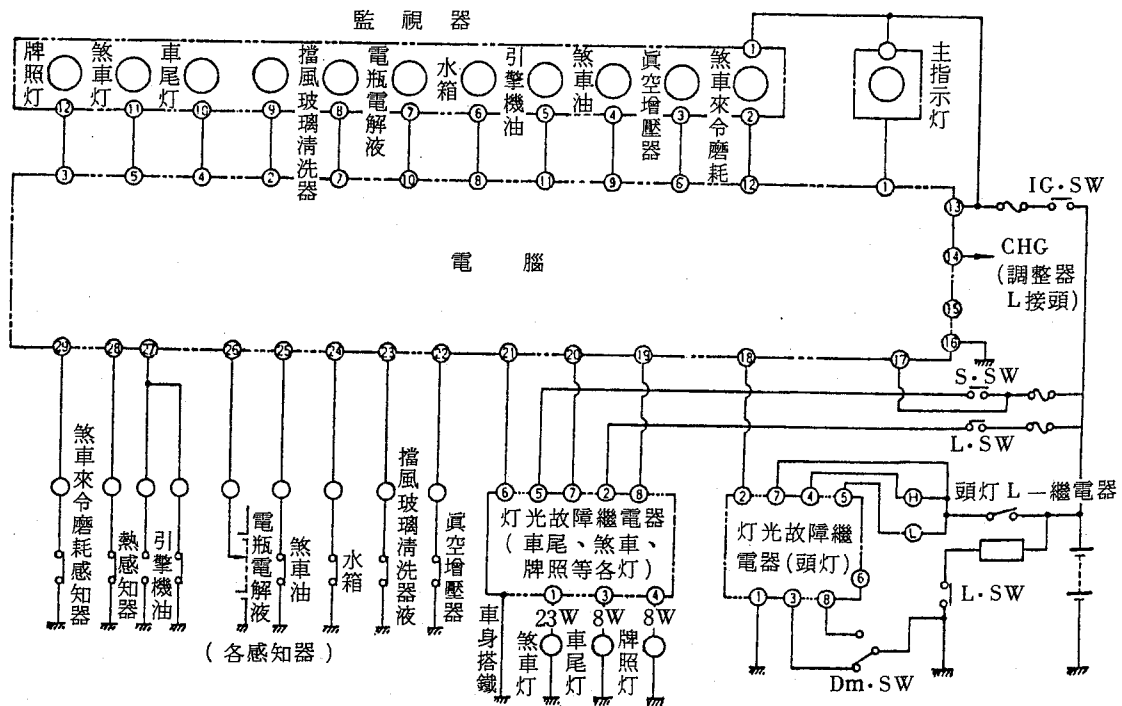 監視器
牌照灯
煞車灯
車尾灯
擋風玻璃清洗器
電瓶電解液
水箱
引擎機油
煞車油
眞空增壓器
煞車來令磨耗
主指示灯
1
12 11 10 9 8 7 6 5 4 3 2
3 5 4 2 7 10 8 11 9 6 12 1
13
IG·SW
電腦
14
CHG
(調整器
L接頭)
15
16
29 28 27 26 25 24 23 22 21 20 19 18 17
S·SW
L·SW
煞車來令磨耗感知器
熱感知器
引擎機油
電瓶電解液
煞車油
水箱
擋風玻璃清洗器液
眞空增壓器
(各感知器)
6 5 7 2 8
灯光故障繼電器
(車尾、煞車、
牌照等各灯)
1 3 4
車身搭鐵
23W 8W 8W
煞車灯
車尾灯
牌照灯
2 7 4 5
灯光故障繼
電器(頭灯)
6
1 3 8
H
L
頭灯L—繼電器
L·SW
Dm·SW